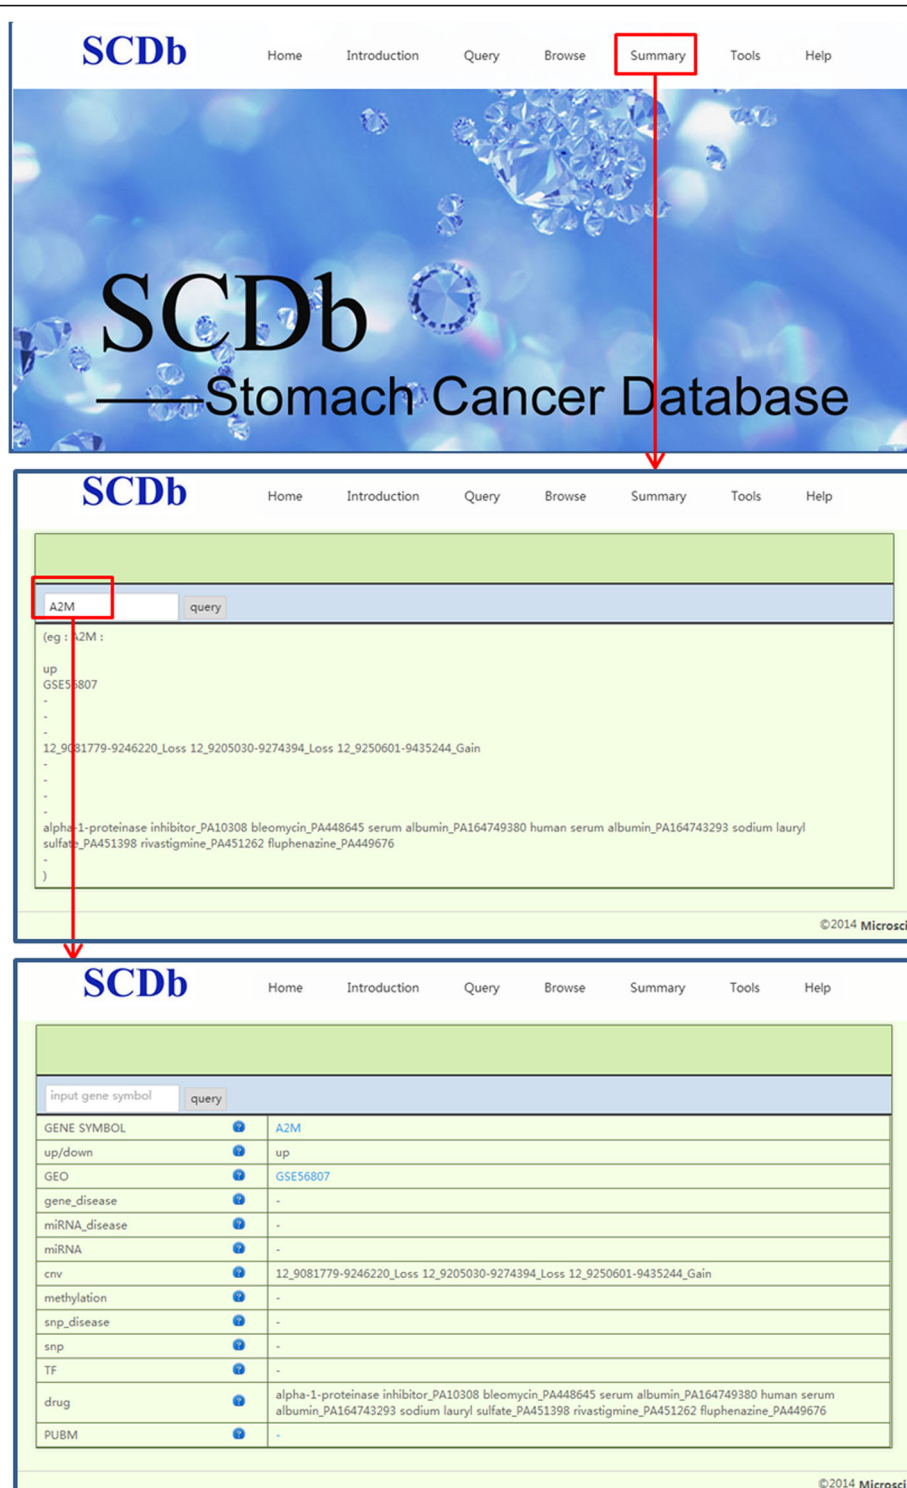 SCDb Home Introduction Query Browse Summary Tools Help
SCDb
——Stomach Cancer Database
SCDb Home Introduction Query Browse Summary Tools Help
A2M query
(eg : A2M :
up
GSE56807
-
-
-
12_9081779-9246220_Loss 12_9205030-9274394_Loss 12_9250601-9435244_Gain
-
-
-
-
alpha-1-proteinase inhibitor_PA10308 bleomycin_PA448645 serum albumin_PA164749380 human serum albumin_PA164743293 sodium lauryl
sulfate_PA451398 rivastigmine_PA451262 fluphenazine_PA449676
-
)
©2014 Microsci
SCDb Home Introduction Query Browse Summary Tools Help
input gene symbol query
GENE SYMBOL ? A2M
up/down ? up
GEO ? GSE56807
gene_disease ? -
miRNA_disease ? -
miRNA ? -
cnv ? 12_9081779-9246220_Loss 12_9205030-9274394_Loss 12_9250601-9435244_Gain
methylation ? -
snp_disease ? -
snp ? -
TF ? -
drug ? alpha-1-proteinase inhibitor_PA10308 bleomycin_PA448645 serum albumin_PA164749380 human serum
albumin_PA164743293 sodium lauryl sulfate_PA451398 rivastigmine_PA451262 fluphenazine_PA449676
PUBM ? -
©2014 Microsci